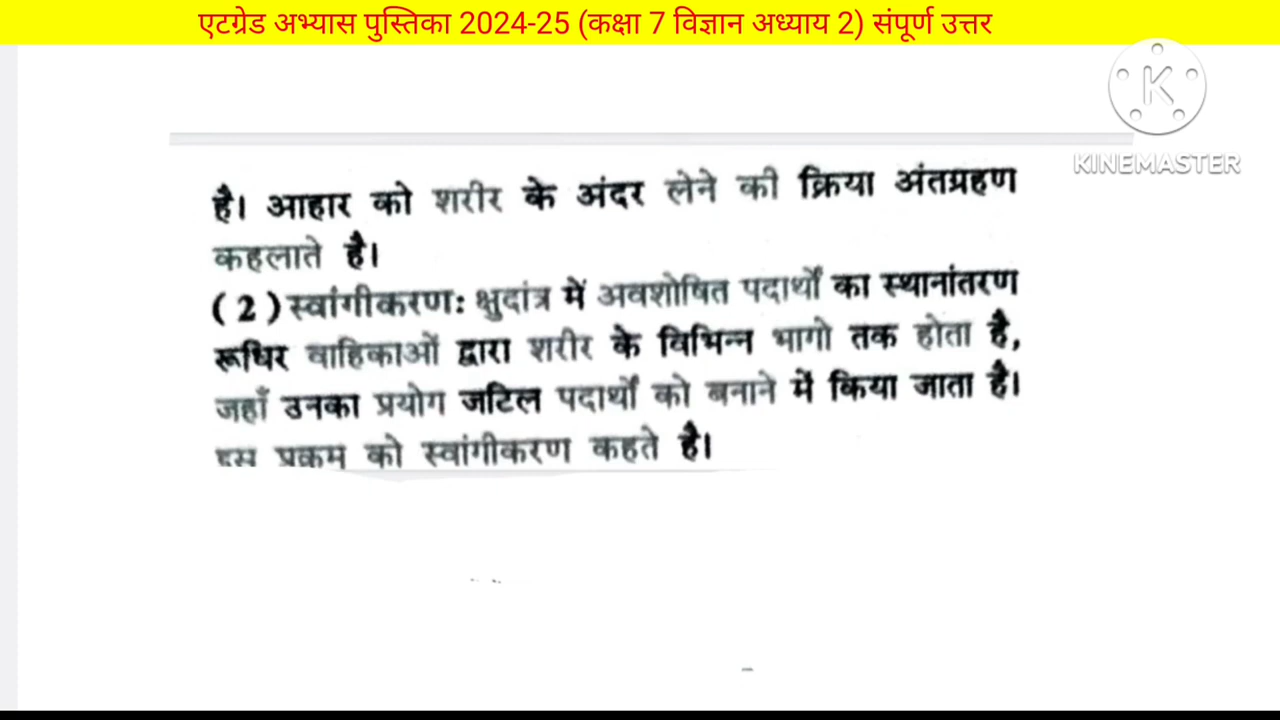 एटग्रेड अभ्यास पुस्तिका 2024-25 (कक्षा 7 विज्ञान अध्याय 2) संपूर्ण उत्तर
KINEMASTER
है। आहार को शरीर के अंदर लेने की क्रिया अंतग्रहण
कहलाते है।
(2) स्वांगीकरण: क्षुदांत्र में अवशोषित पदार्थों का स्थानांतरण
रूधिर वाहिकाओं द्वारा शरीर के विभिन्न भागो तक होता है,
जहाँ उनका प्रयोग जटिल पदार्थों को बनाने में किया जाता है।
इस प्रक्रम को स्वांगीकरण कहते है।